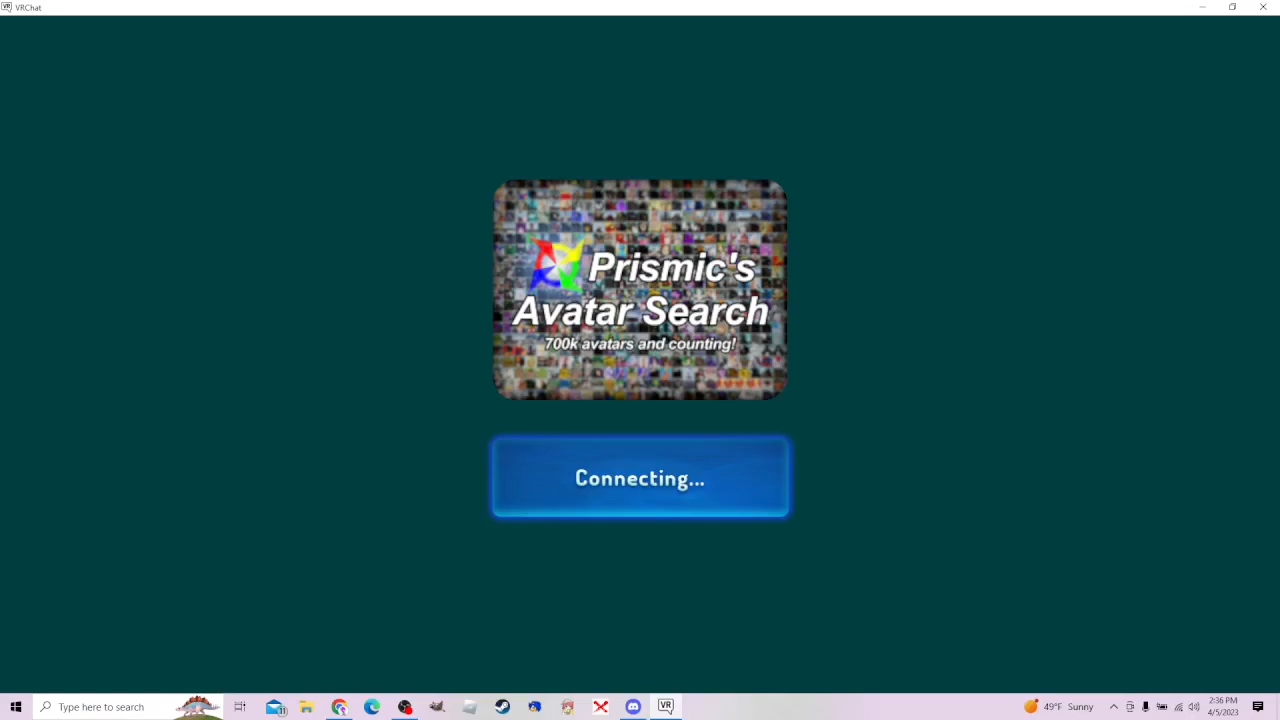 VRChat
Prismic's
Avatar Search
700k avatars and counting!
Connecting...
Type here to search
49°F Sunny
2:36 PM
4/5/2023